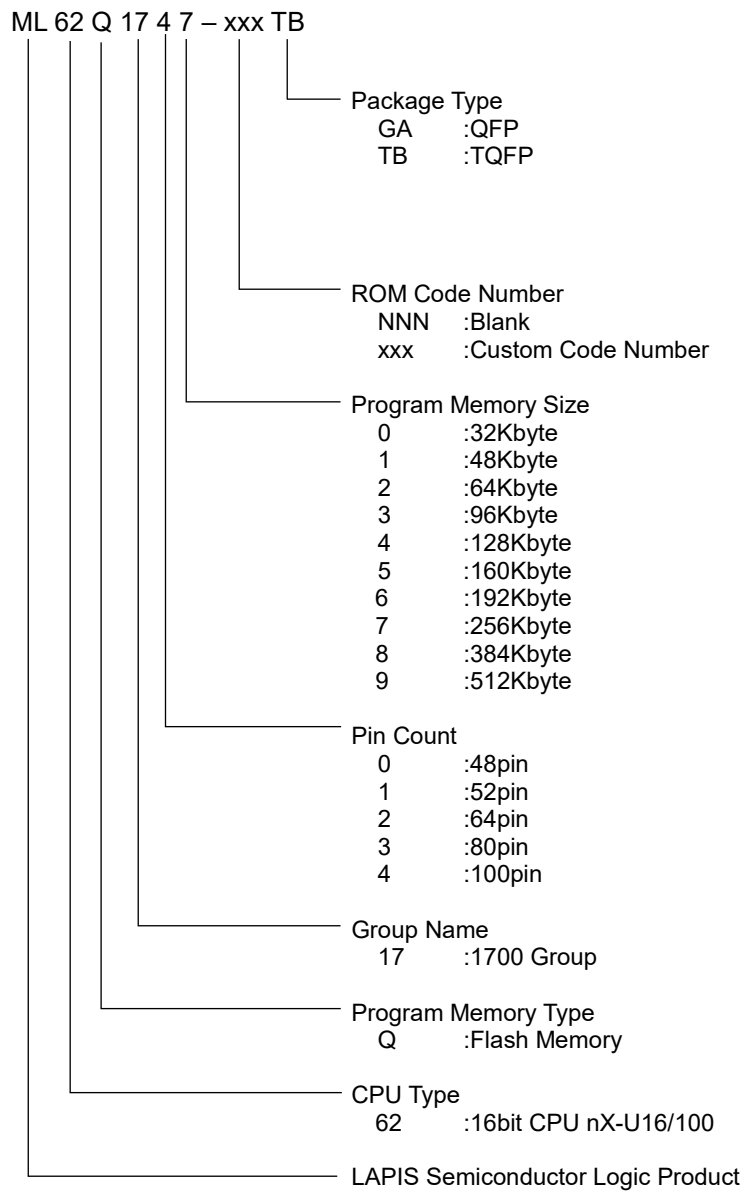 ML 62 Q 17 4 7 – xxx TB
Package Type
GA :QFP
TB :TQFP
ROM Code Number
NNN :Blank
xxx :Custom Code Number
Program Memory Size
0 :32Kbyte
1 :48Kbyte
2 :64Kbyte
3 :96Kbyte
4 :128Kbyte
5 :160Kbyte
6 :192Kbyte
7 :256Kbyte
8 :384Kbyte
9 :512Kbyte
Pin Count
0 :48pin
1 :52pin
2 :64pin
3 :80pin
4 :100pin
Group Name
17 :1700 Group
Program Memory Type
Q :Flash Memory
CPU Type
62 :16bit CPU nX-U16/100
LAPIS Semiconductor Logic Product